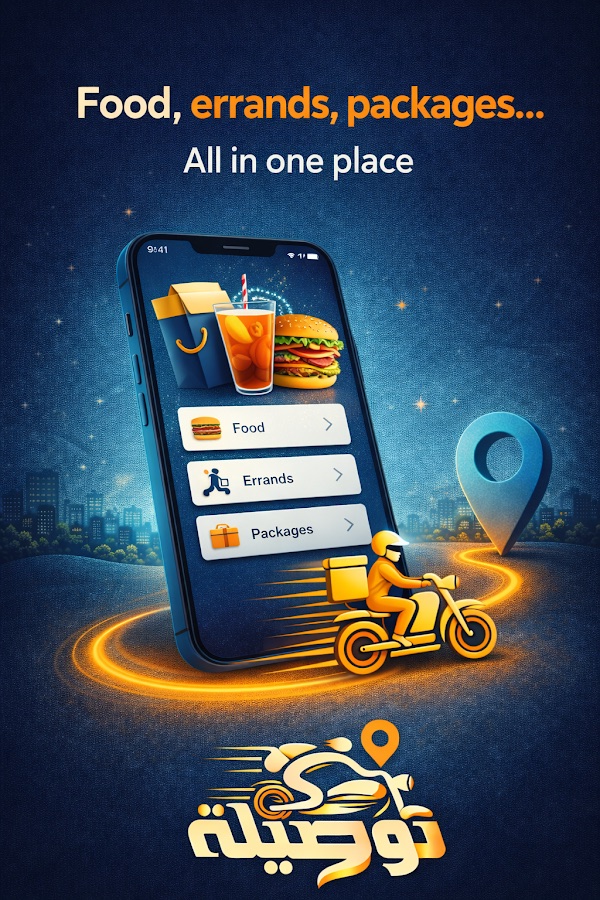 Food, errands, packages...
All in one place
9:41
Food
Errands
Packages
توصيلة